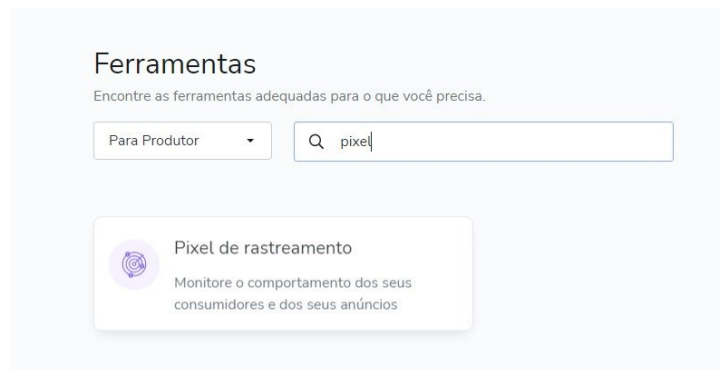 Ferramentas
Encontre as ferramentas adequadas para o que você precisa.
Para Produtor
pixel
Pixel de rastreamento
Monitore o comportamento dos seus
consumidores e dos seus anúncios